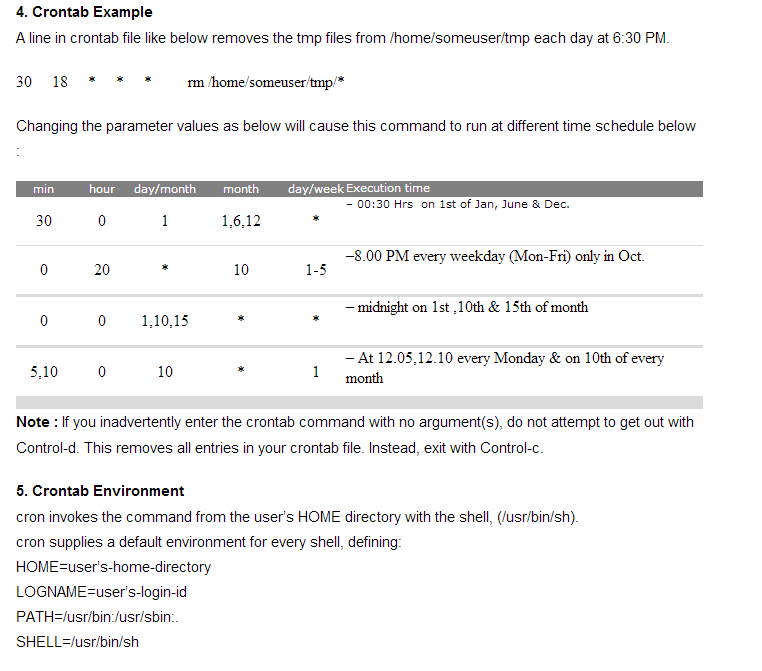 4. Crontab Example
A line in crontab file like below removes the tmp files from /home/someuser/tmp each day at 6:30 PM.
30 18 * * * rm /home/someuser/tmp/*
Changing the parameter values as below will cause this command to run at different time schedule below
:
min hour day/month month day/week Execution time
30 0 1 1,6,12 * – 00:30 Hrs on 1st of Jan, June & Dec.
0 20 * 10 1-5 –8.00 PM every weekday (Mon-Fri) only in Oct.
0 0 1,10,15 * * – midnight on 1st ,10th & 15th of month
5,10 0 10 * 1 – At 12.05,12.10 every Monday & on 10th of every
month
Note : If you inadvertently enter the crontab command with no argument(s), do not attempt to get out with
Control-d. This removes all entries in your crontab file. Instead, exit with Control-c.
5. Crontab Environment
cron invokes the command from the user's HOME directory with the shell, (/usr/bin/sh).
cron supplies a default environment for every shell, defining:
HOME=user's-home-directory
LOGNAME=user's-login-id
PATH=/usr/bin:/usr/sbin:.
SHELL=/usr/bin/sh